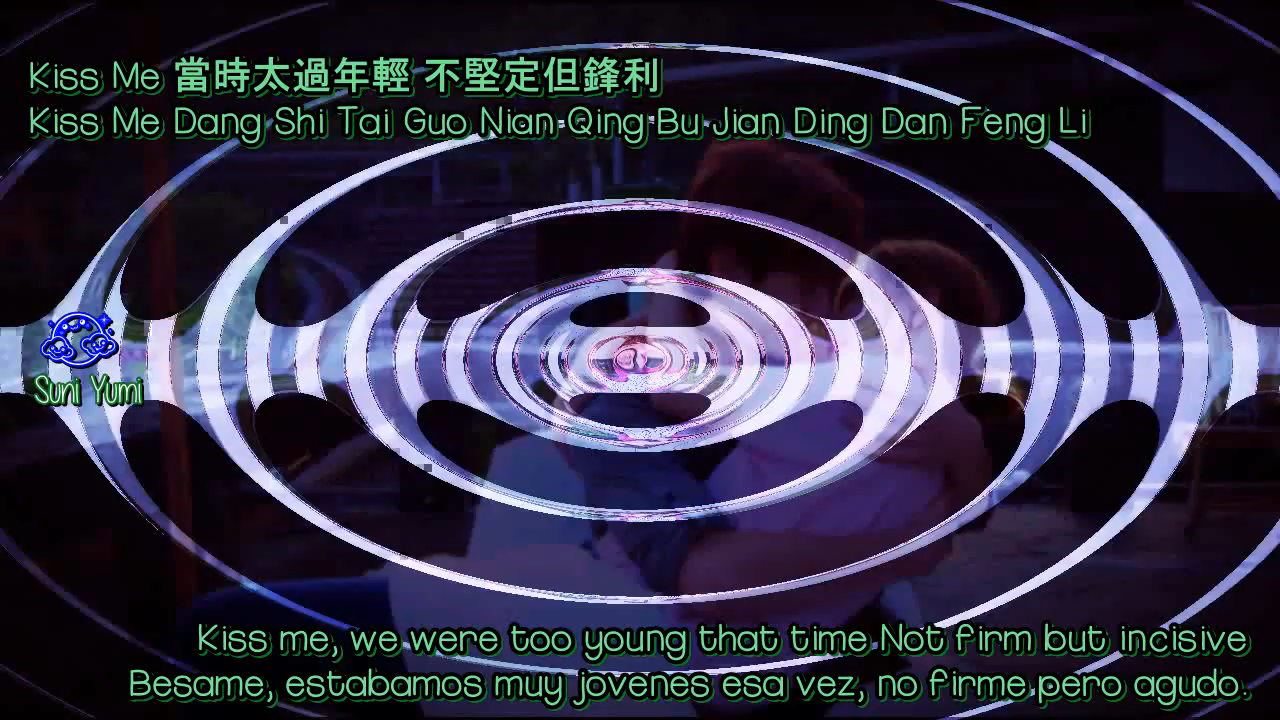 Kiss Me 當時太過年輕 不堅定但鋒利
Kiss Me Dang Shi Tai Guo Nian Qing Bu Jian Ding Dan Feng Li
Suni Yumi
Kiss me, we were too young that time Not firm but incisive
Besame, estabamos muy jovenes esa vez, no firme pero agudo.